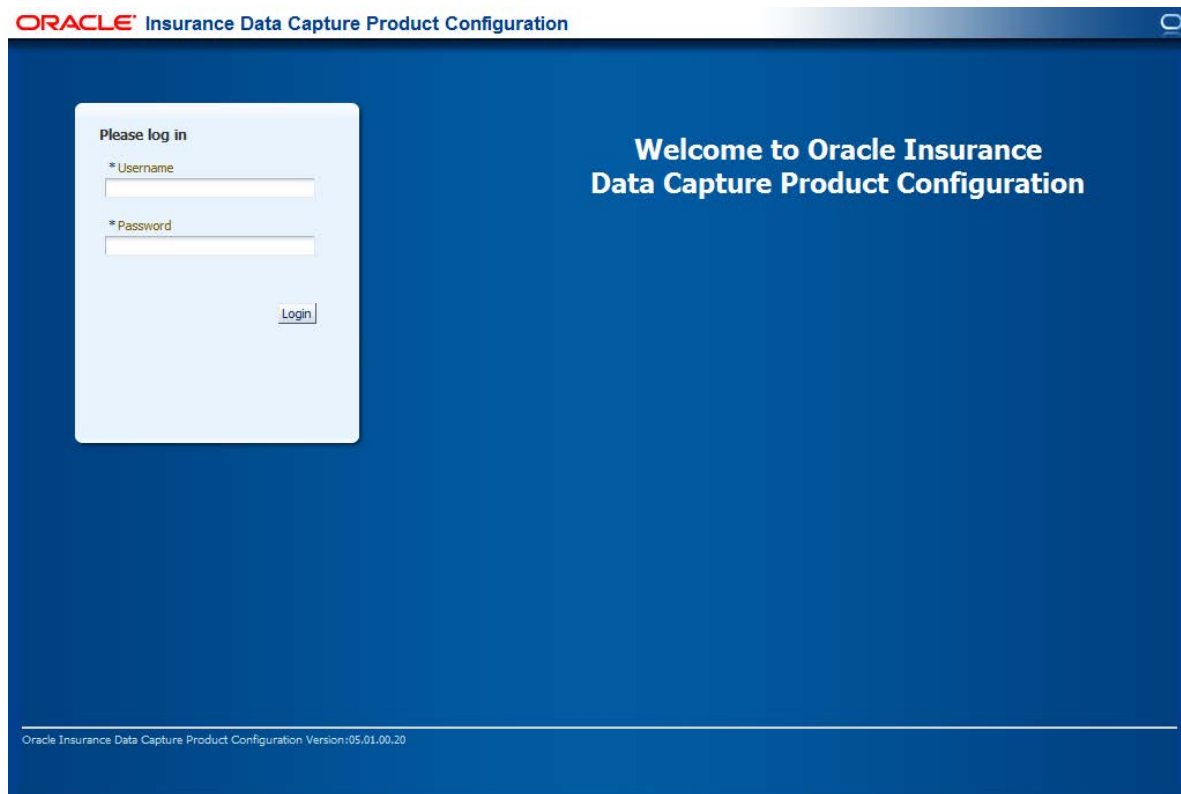 ORACLE Insurance Data Capture Product Configuration
Please log in
* Username
* Password
Login
Welcome to Oracle Insurance
Data Capture Product Configuration
Oracle Insurance Data Capture Product Configuration Version:05.01.00.20